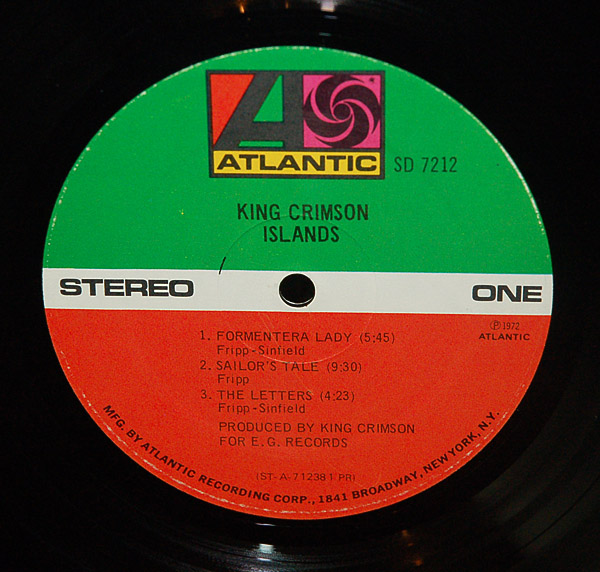 ATLANTIC
SD 7212
KING CRIMSON
ISLANDS
STEREO
ONE
℗ 1972
ATLANTIC
1. FORMENTERA LADY (5:45)
Fripp-Sinfield
2. SAILOR'S TALE (9:30)
Fripp
3. THE LETTERS (4:23)
Fripp-Sinfield
PRODUCED BY KING CRIMSON
FOR E.G. RECORDS
(ST-A-712381 PR)
MFG. BY ATLANTIC RECORDING CORP., 1841 BROADWAY, NEW YORK, N.Y.